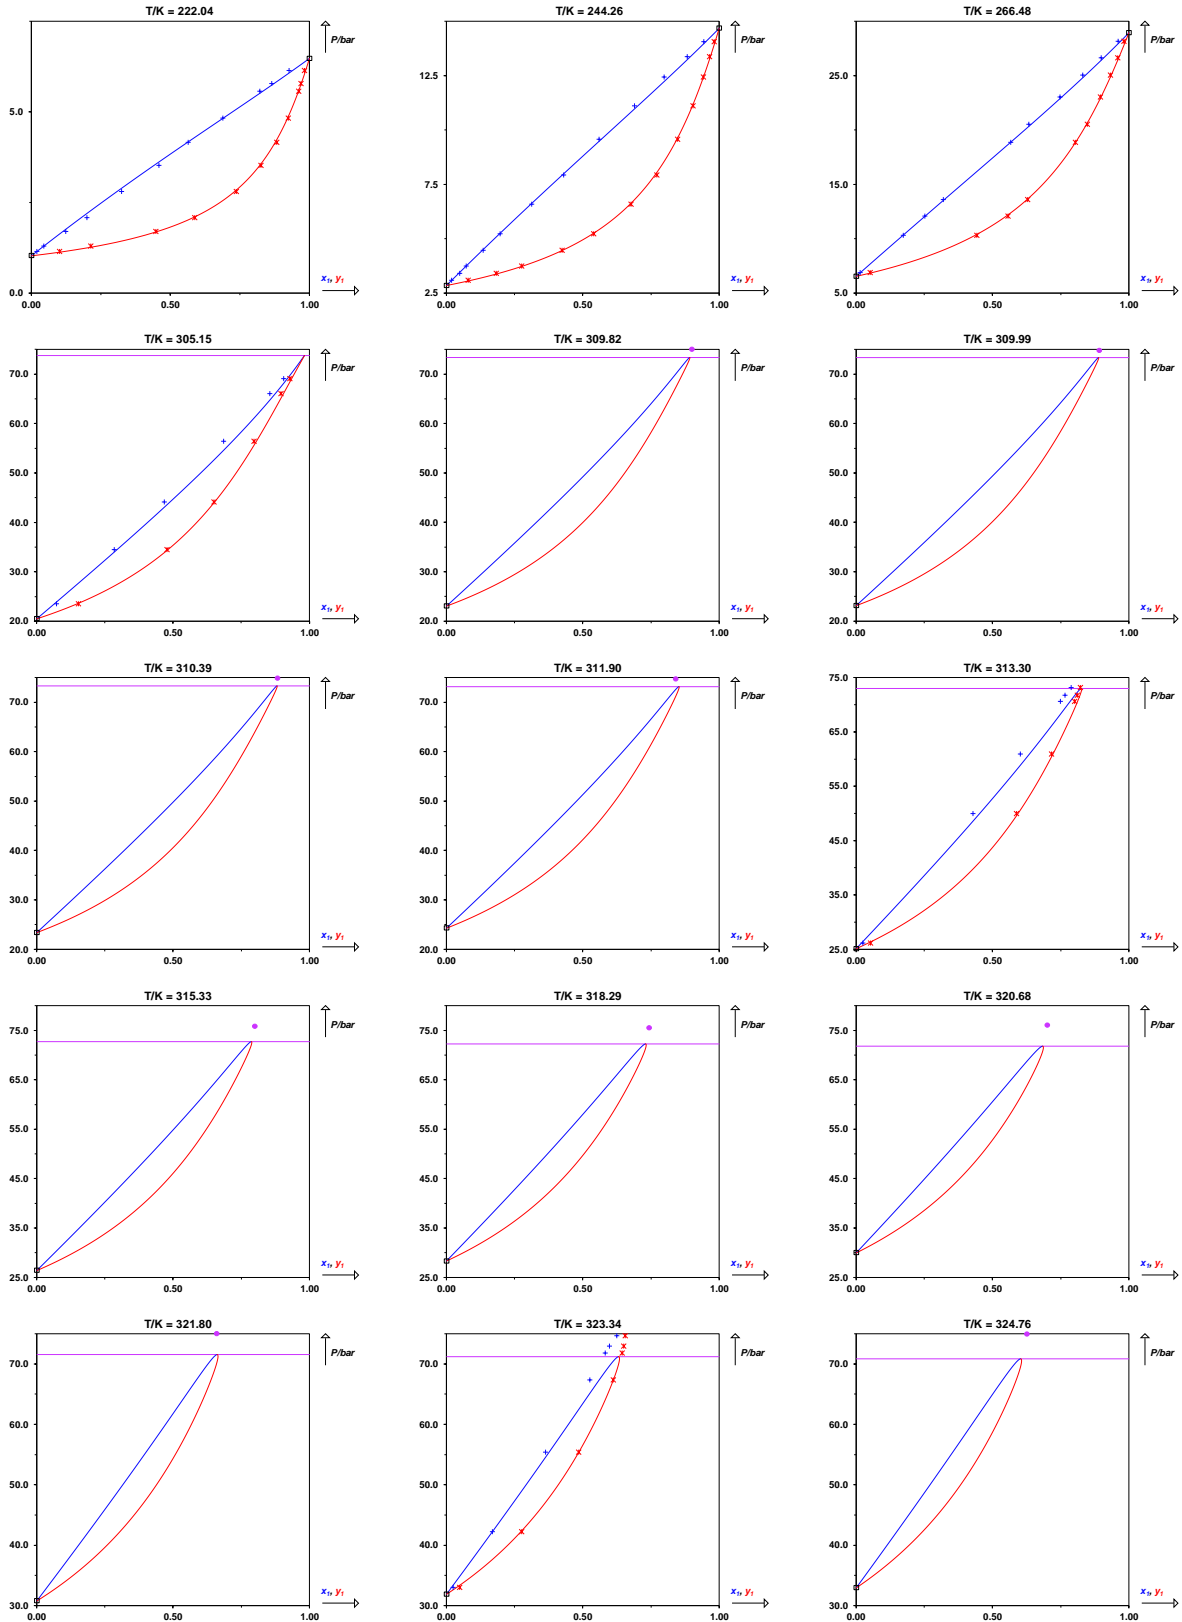 T/K = 222.04
T/K = 244.26
T/K = 266.48
P/bar
P/bar
P/bar
12.5
25.0
5.0
7.5
15.0
x1, y1
x1, y1
x1, y1
0.0
2.5
5.0
0.00 0.50 1.00
0.00 0.50 1.00
0.00 0.50 1.00
T/K = 305.15
T/K = 309.82
T/K = 309.99
P/bar
P/bar
P/bar
70.0
70.0
70.0
60.0
60.0
60.0
50.0
50.0
50.0
40.0
40.0
40.0
30.0
30.0
30.0
x1, y1
x1, y1
x1, y1
20.0
20.0
20.0
0.00 0.50 1.00
0.00 0.50 1.00
0.00 0.50 1.00
T/K = 310.39
T/K = 311.90
T/K = 313.30
75.0
P/bar
P/bar
P/bar
70.0
70.0
65.0
60.0
60.0
55.0
50.0
50.0
45.0
40.0
40.0
35.0
30.0
30.0
x1, y1
x1, y1
x1, y1
20.0
20.0
25.0
0.00 0.50 1.00
0.00 0.50 1.00
0.00 0.50 1.00
T/K = 315.33
T/K = 318.29
T/K = 320.68
P/bar
P/bar
P/bar
75.0
75.0
75.0
65.0
65.0
65.0
55.0
55.0
55.0
45.0
45.0
45.0
35.0
35.0
35.0
x1, y1
x1, y1
x1, y1
25.0
25.0
25.0
0.00 0.50 1.00
0.00 0.50 1.00
0.00 0.50 1.00
T/K = 321.80
T/K = 323.34
T/K = 324.76
P/bar
P/bar
P/bar
70.0
70.0
70.0
60.0
60.0
60.0
50.0
50.0
50.0
40.0
40.0
40.0
x1, y1
x1, y1
x1, y1
30.0
30.0
30.0
0.00 0.50 1.00
0.00 0.50 1.00
0.00 0.50 1.00